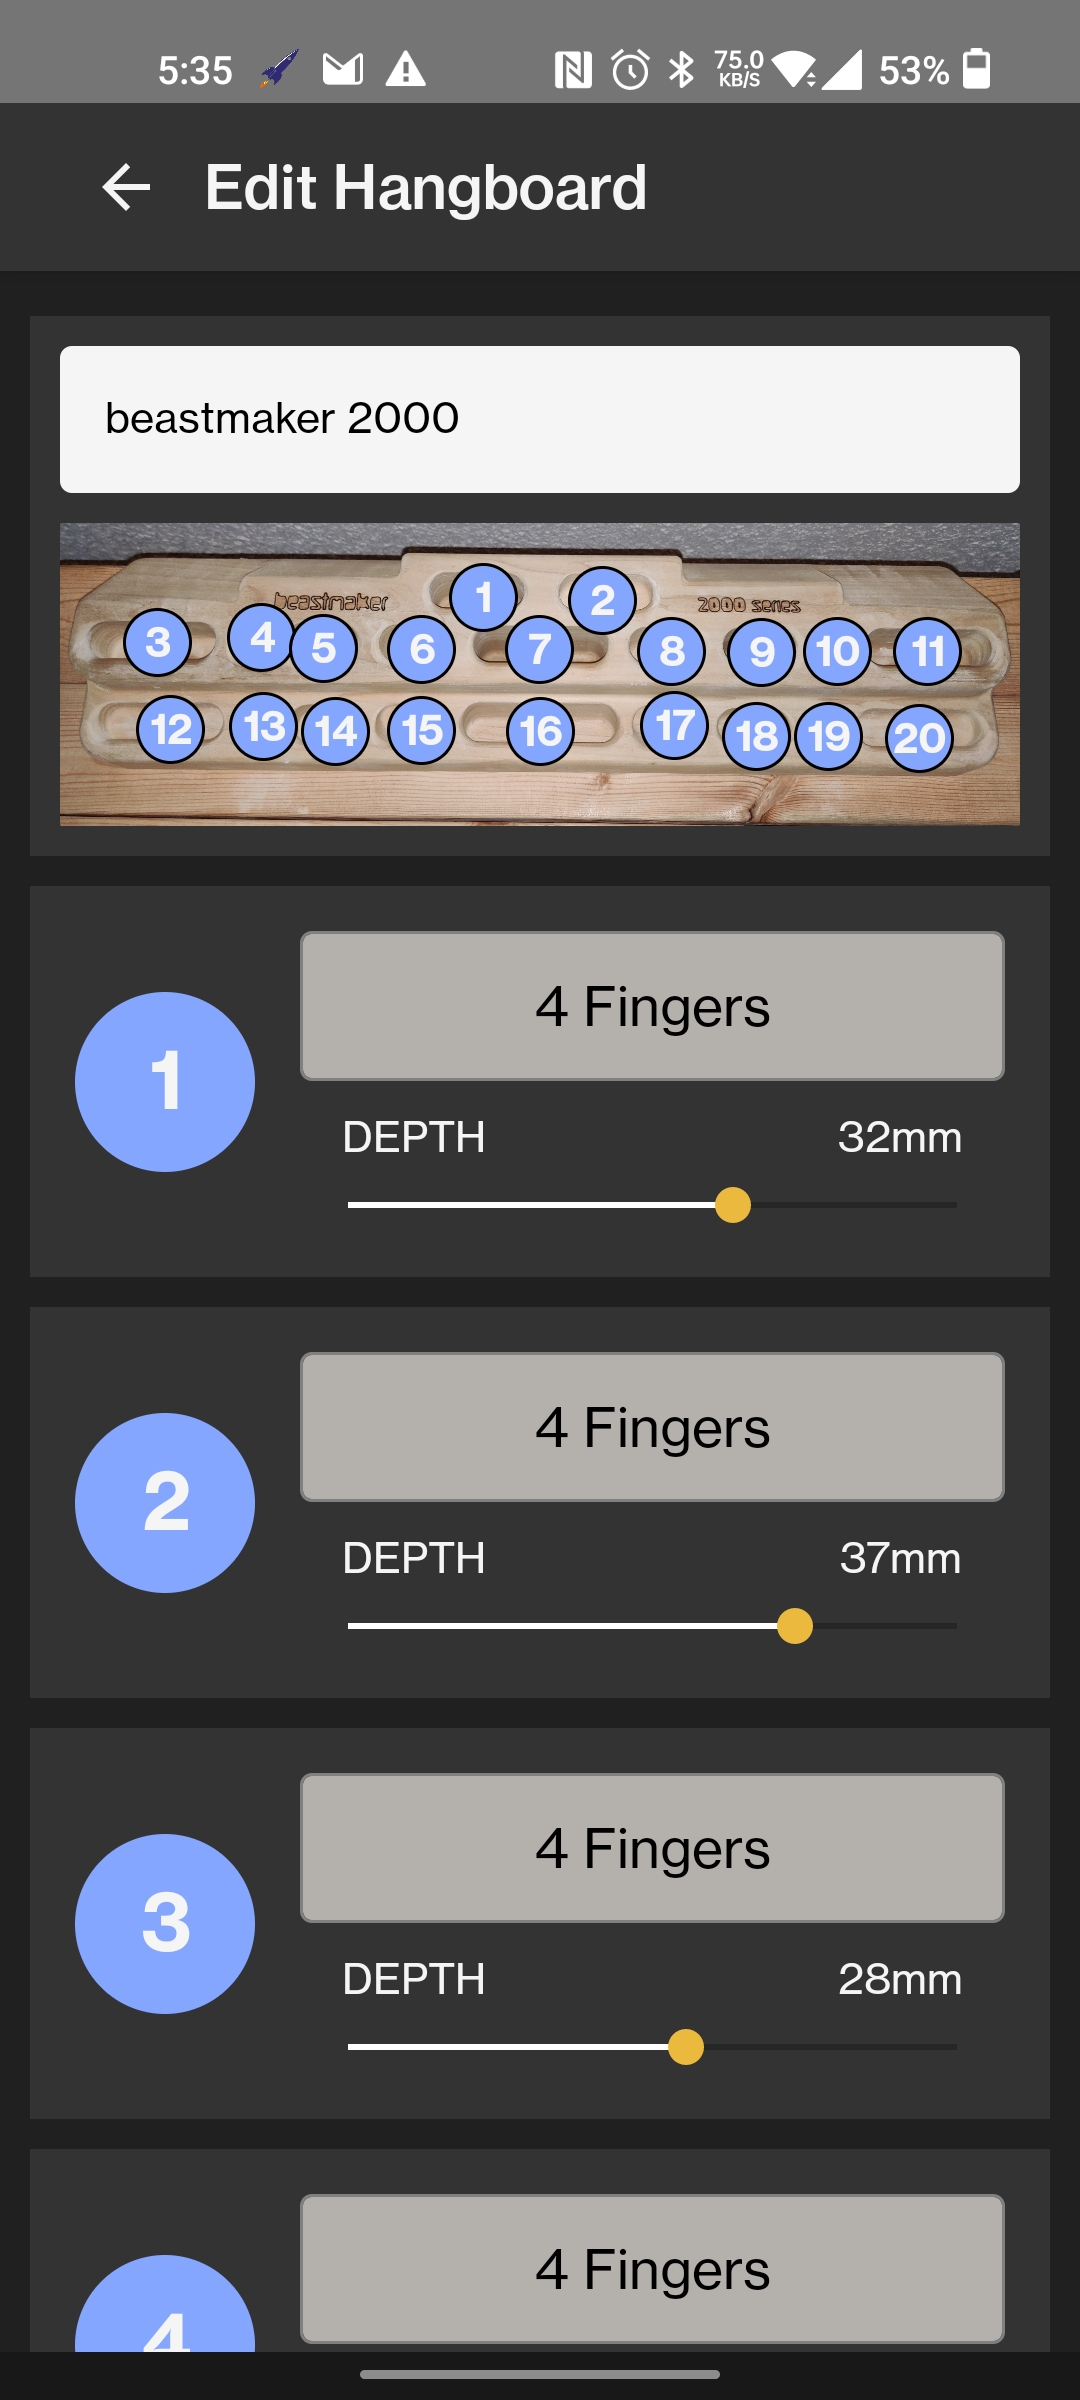 5:35 75.0 KB/S 53%
Edit Hangboard
beastmaker 2000
beastmaker 2000 series
1 2
3 4 5 6 7 8 9 10 11
12 13 14 15 16 17 18 19 20
1
4 Fingers
DEPTH 32mm
2
4 Fingers
DEPTH 37mm
3
4 Fingers
DEPTH 28mm
4
4 Fingers